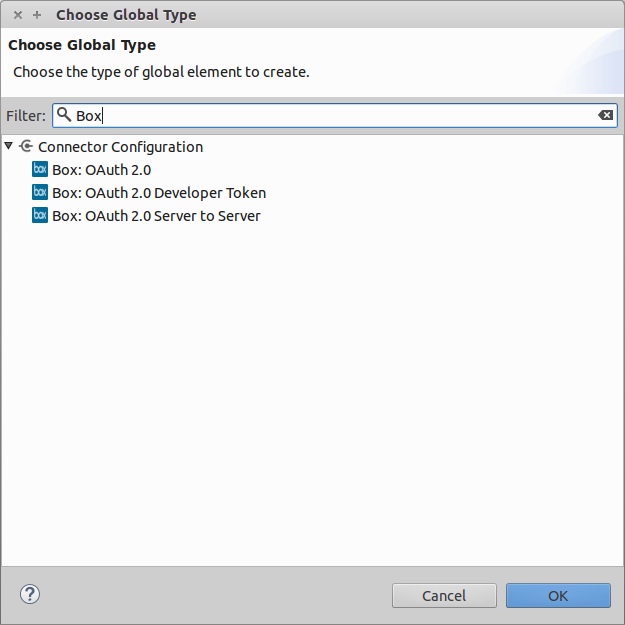 Choose Global Type
Choose Global Type
Choose the type of global element to create.
Filter: Box
Connector Configuration
box Box: OAuth 2.0
box Box: OAuth 2.0 Developer Token
box Box: OAuth 2.0 Server to Server
? Cancel OK